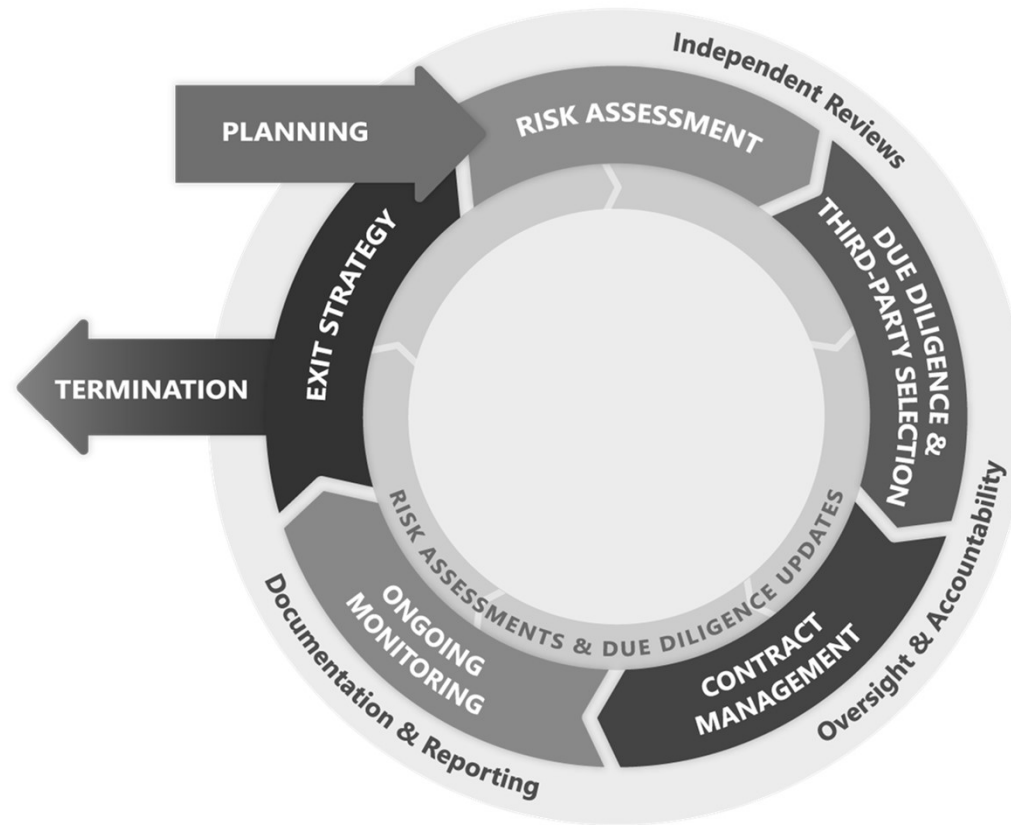 Independent Reviews
PLANNING
RISK ASSESSMENT
DUE DILIGENCE &
THIRD-PARTY SELECTION
EXIT STRATEGY
TERMINATION
RISK ASSESSMENTS & DUE DILIGENCE UPDATES
ONGOING
MONITORING
CONTRACT
MANAGEMENT
Oversight & Accountability
Documentation & Reporting